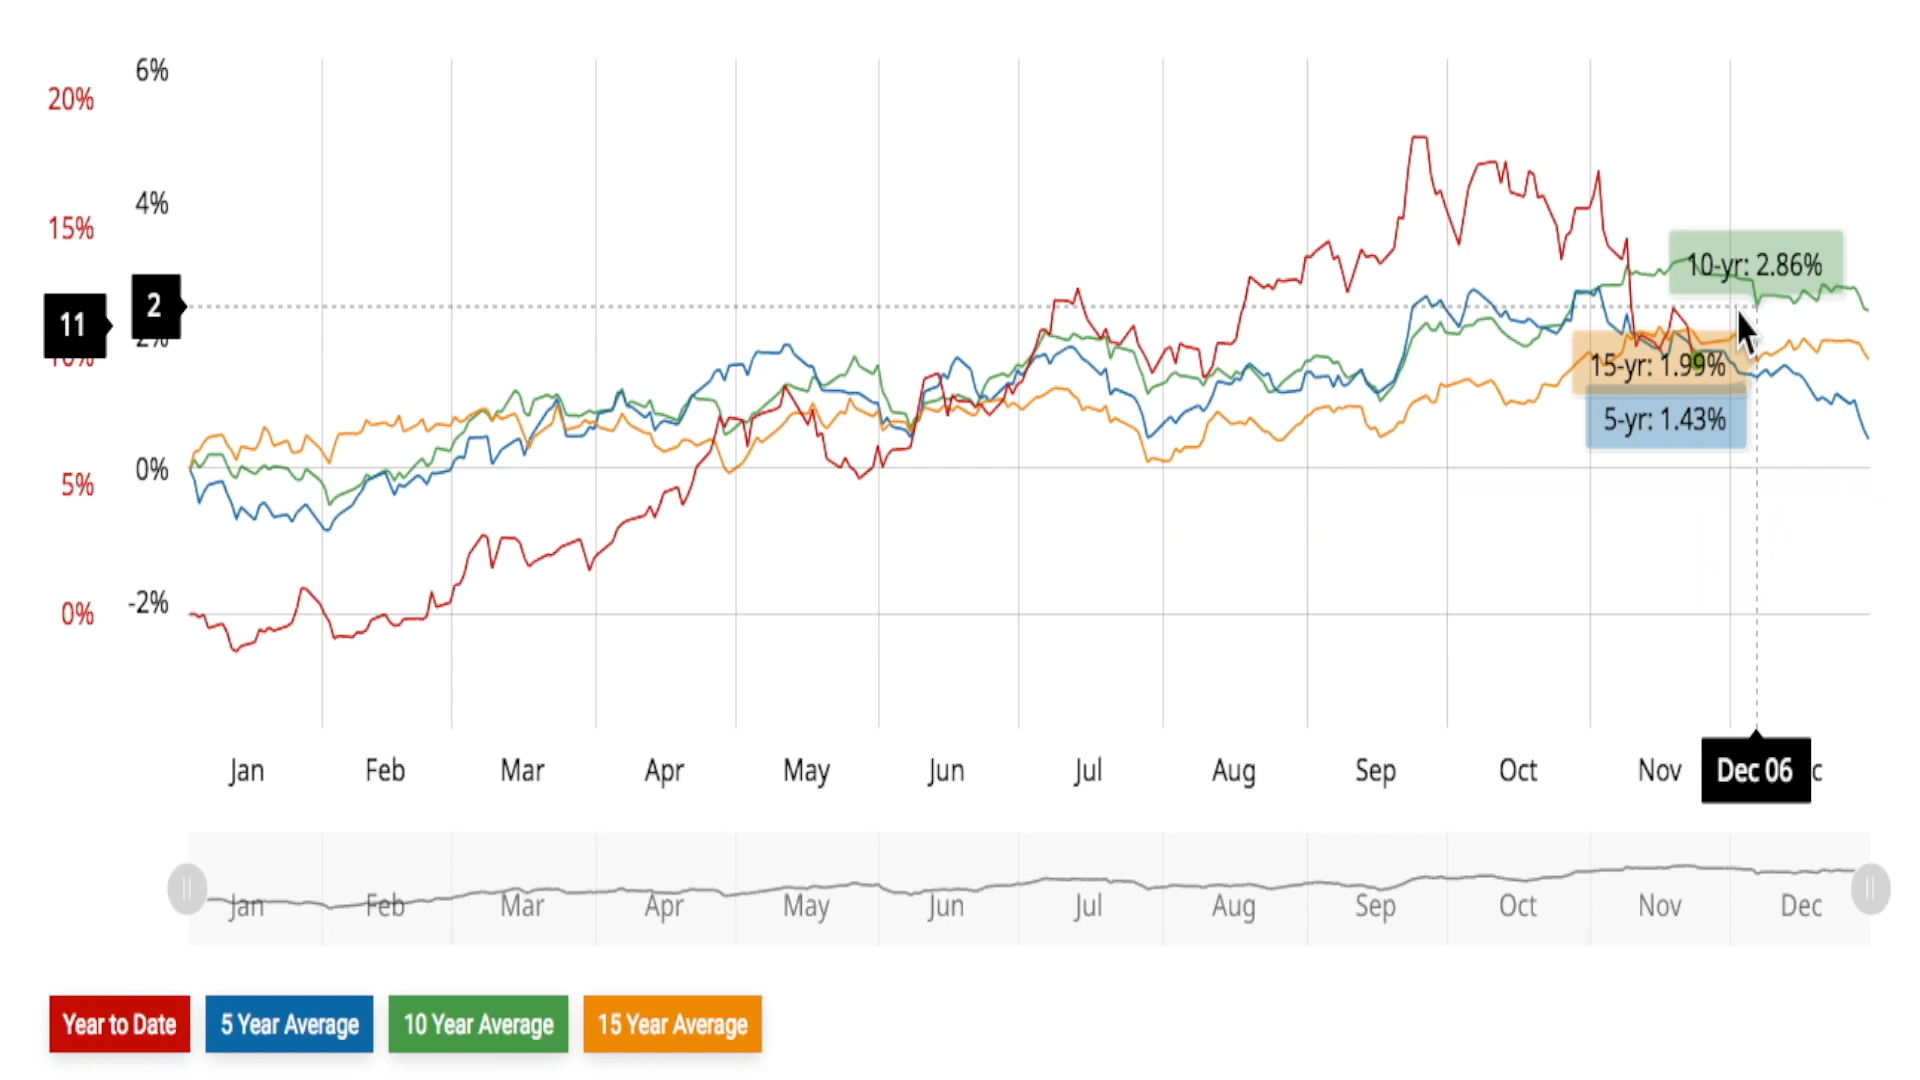 6%
20%
4%
15%
10-yr: 2.86%
2
11
2%
10%
15-yr: 1.99%
5-yr: 1.43%
0%
5%
-2%
0%
Jan Feb Mar Apr May Jun Jul Aug Sep Oct Nov Dec 06 c
Jan Feb Mar Apr May Jun Jul Aug Sep Oct Nov Dec
Year to Date 5 Year Average 10 Year Average 15 Year Average